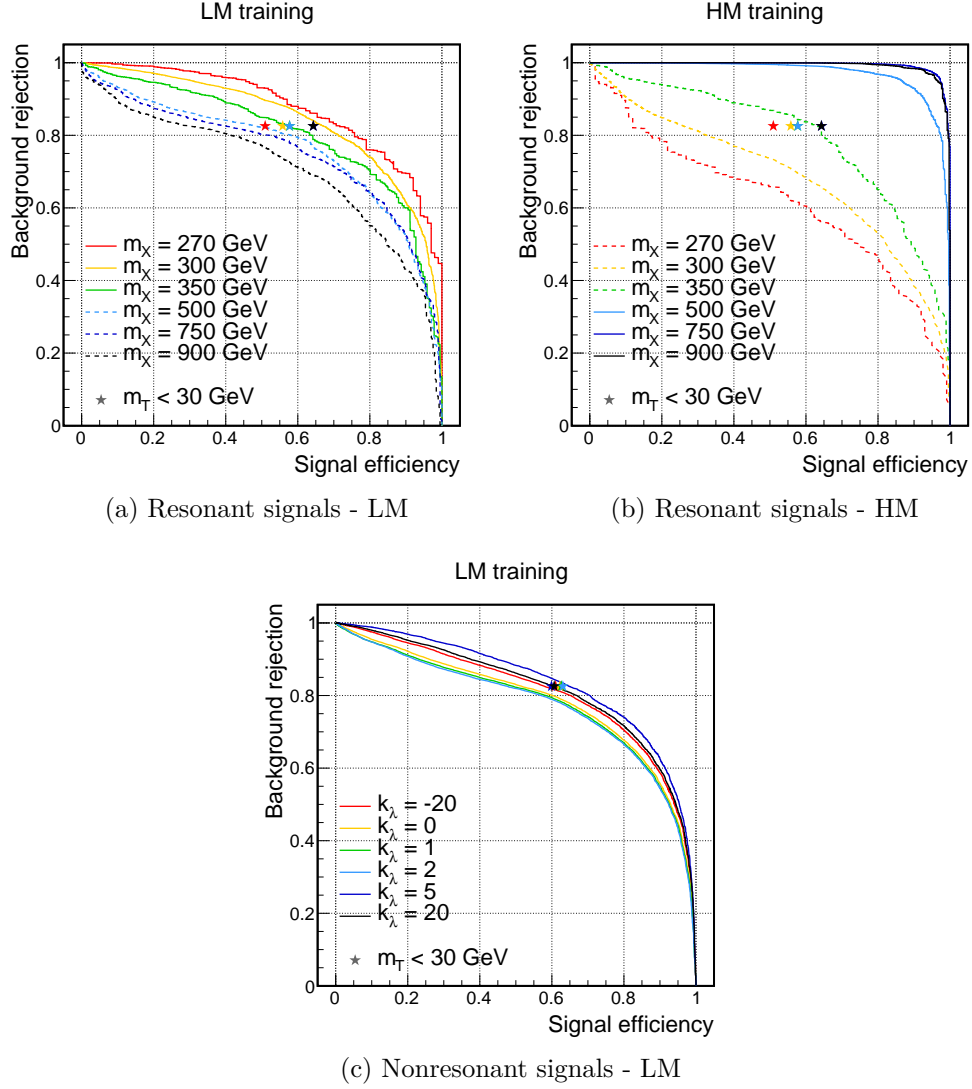 LM training
Background rejection
1
0.8
0.6
0.4
0.2
0
m_X = 270 GeV
m_X = 300 GeV
m_X = 350 GeV
m_X = 500 GeV
m_X = 750 GeV
m_X = 900 GeV
m_T < 30 GeV
0 0.2 0.4 0.6 0.8 1
Signal efficiency
(a) Resonant signals - LM
HM training
Background rejection
1
0.8
0.6
0.4
0.2
0
m_X = 270 GeV
m_X = 300 GeV
m_X = 350 GeV
m_X = 500 GeV
m_X = 750 GeV
m_X = 900 GeV
m_T < 30 GeV
0 0.2 0.4 0.6 0.8 1
Signal efficiency
(b) Resonant signals - HM
LM training
Background rejection
1
0.8
0.6
0.4
0.2
0
k_λ = -20
k_λ = 0
k_λ = 1
k_λ = 2
k_λ = 5
k_λ = 20
m_T < 30 GeV
0 0.2 0.4 0.6 0.8 1
Signal efficiency
(c) Nonresonant signals - LM